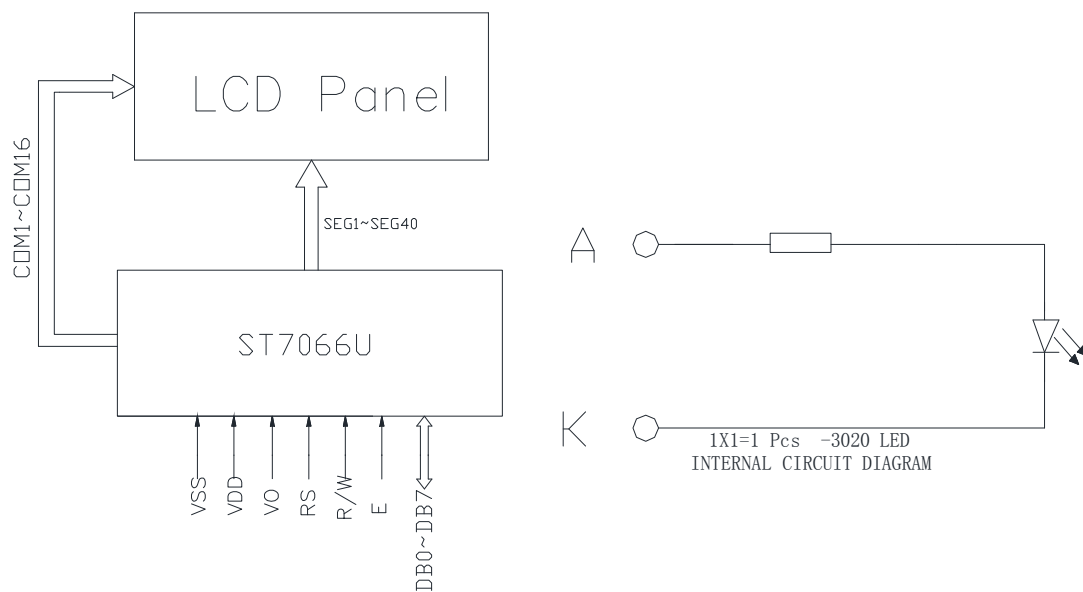 LCD Panel
COM1~COM16
SEG1~SEG40
ST7066U
VSS
VDD
VO
RS
R/W
E
DB0~DB7
A
K
1X1=1 Pcs -3020 LED
INTERNAL CIRCUIT DIAGRAM